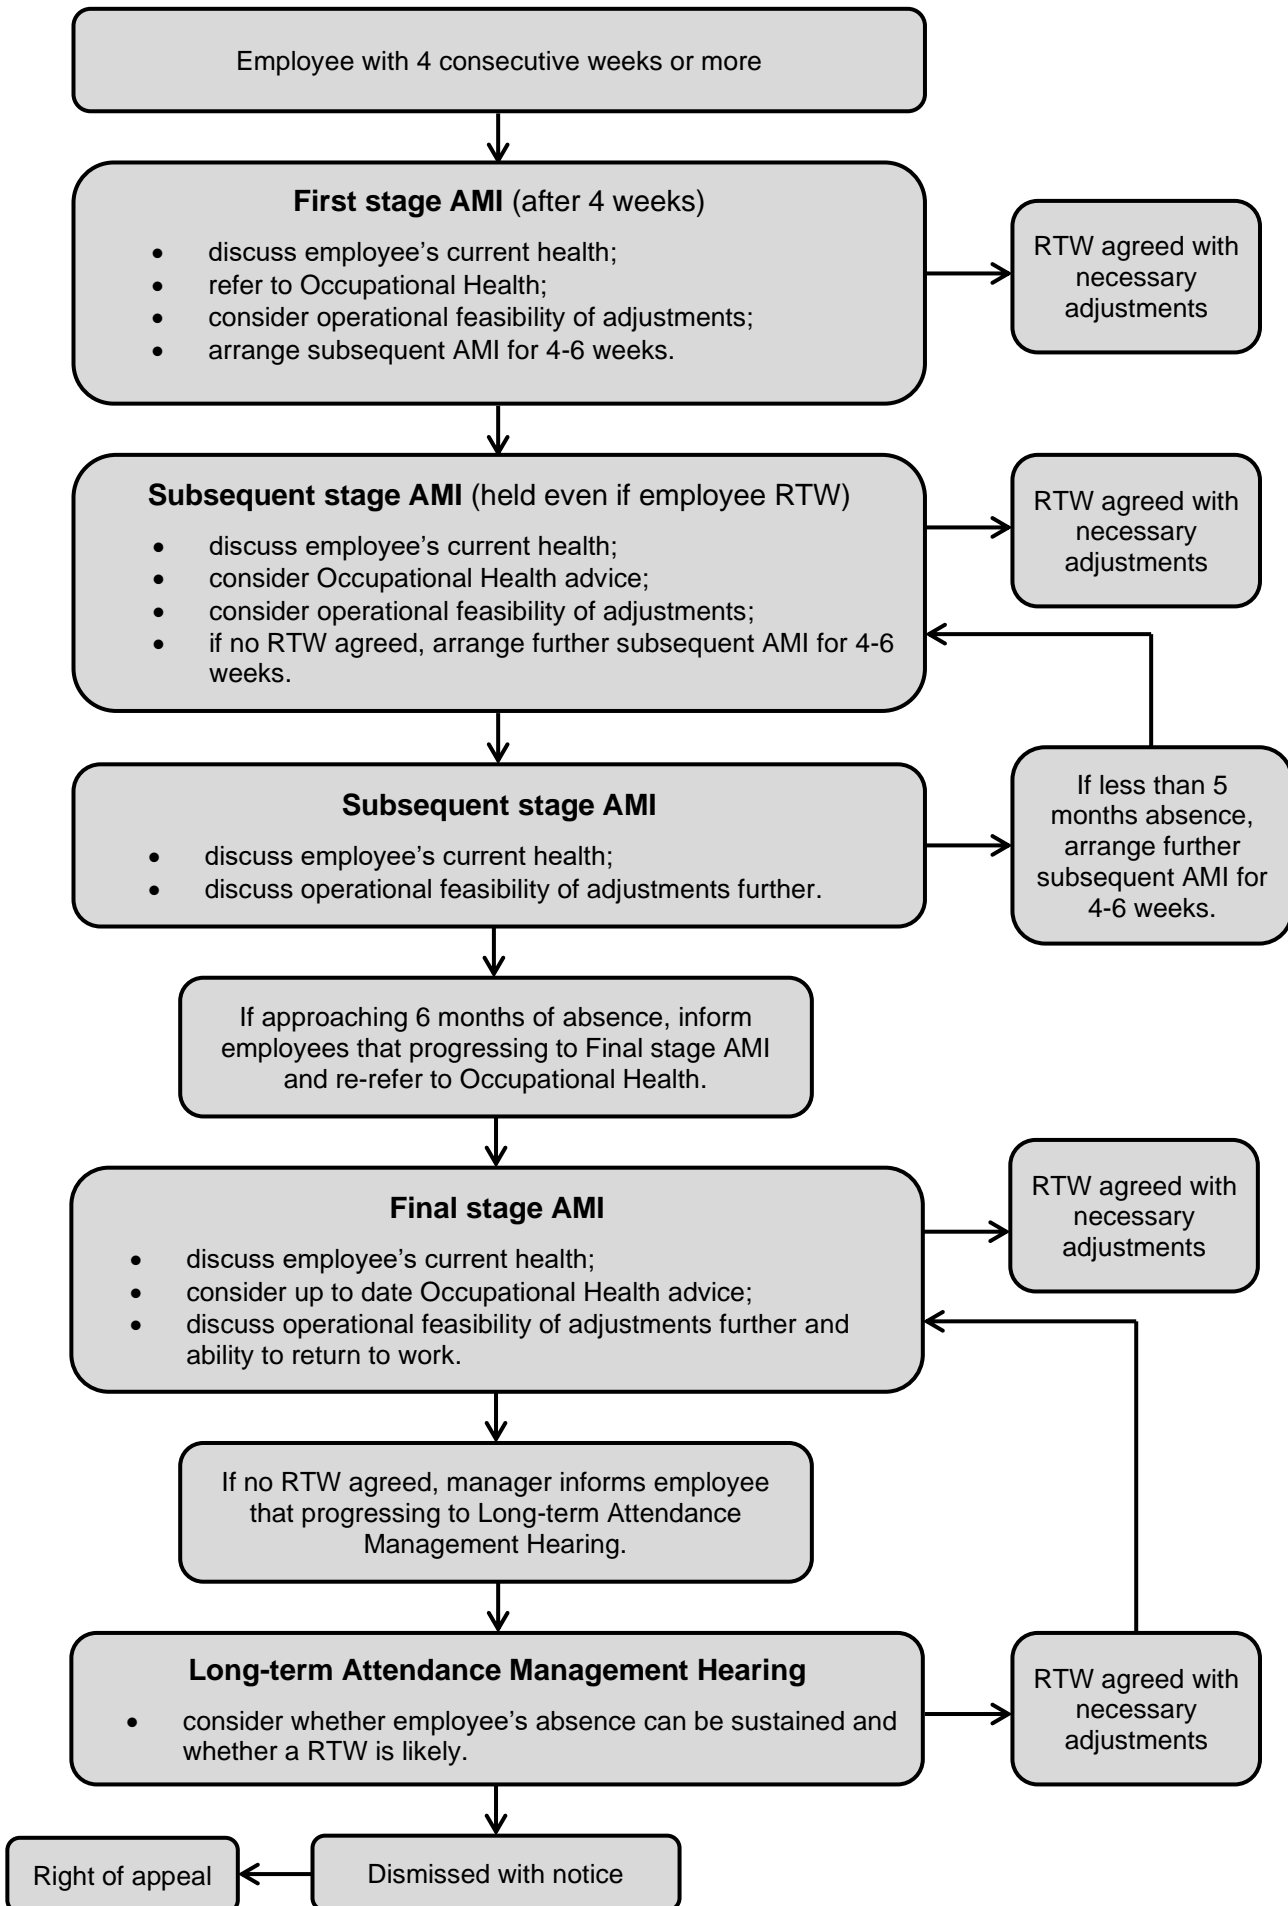 Employee with 4 consecutive weeks or more
First stage AMI (after 4 weeks)
• discuss employee’s current health;
• refer to Occupational Health;
• consider operational feasibility of adjustments;
• arrange subsequent AMI for 4-6 weeks.
RTW agreed with
necessary
adjustments
Subsequent stage AMI (held even if employee RTW)
• discuss employee’s current health;
• consider Occupational Health advice;
• consider operational feasibility of adjustments;
• if no RTW agreed, arrange further subsequent AMI for 4-6
weeks.
RTW agreed with
necessary
adjustments
Subsequent stage AMI
• discuss employee’s current health;
• discuss operational feasibility of adjustments further.
If less than 5
months absence,
arrange further
subsequent AMI for
4-6 weeks.
If approaching 6 months of absence, inform
employees that progressing to Final stage AMI
and re-refer to Occupational Health.
Final stage AMI
• discuss employee’s current health;
• consider up to date Occupational Health advice;
• discuss operational feasibility of adjustments further and
ability to return to work.
RTW agreed with
necessary
adjustments
If no RTW agreed, manager informs employee
that progressing to Long-term Attendance
Management Hearing.
Long-term Attendance Management Hearing
• consider whether employee’s absence can be sustained and
whether a RTW is likely.
RTW agreed with
necessary
adjustments
Right of appeal
Dismissed with notice